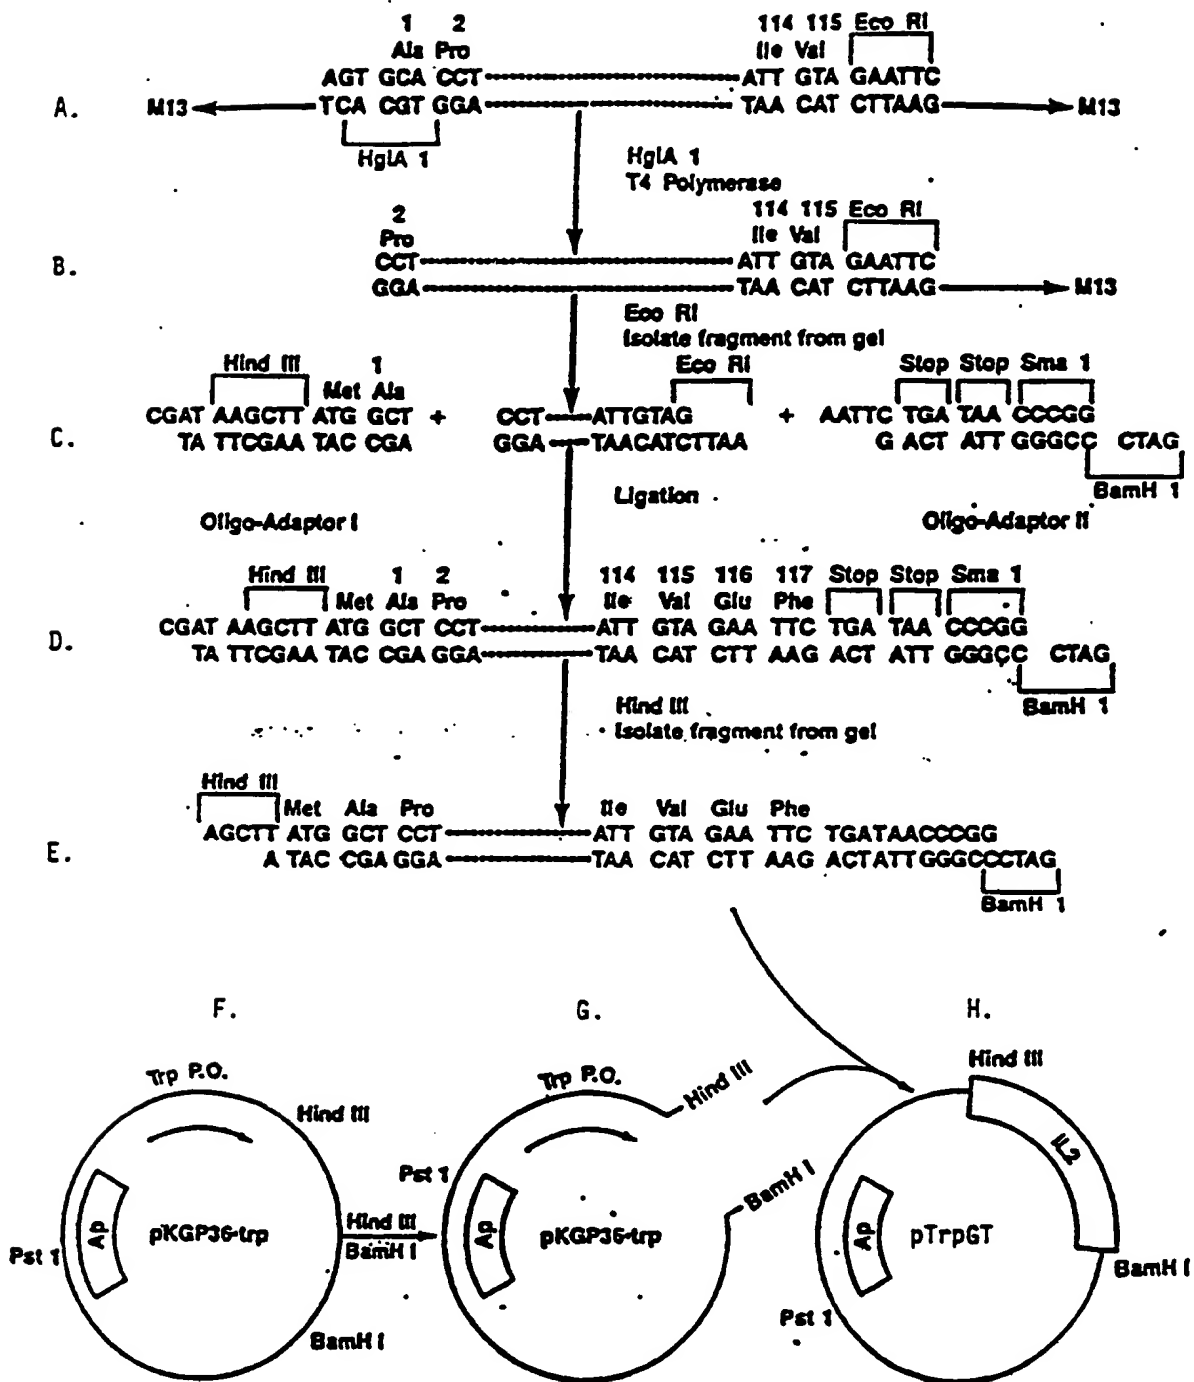 1 2 114 115 Eco RI
Ala Pro Ile Val
AGT GCA CCT ATT GTA GAATTC
A. M13 TCA CGT GGA TAA CAT CTTAAG M13
HgIA 1
HgIA 1
T4 Polymerase
2 114 115 Eco RI
Pro Ile Val
CCT ATT GTA GAATTC
B. GGA TAA CAT CTTAAG M13
Eco RI
Isolate fragment from gel
Hind III 1 Eco RI Stop Stop Sma 1
Met Ala
CGAT AAGCTT ATG GCT + CCT ATTGTAG + AATTC TGA TAA CCCGG
C. TA TTCGAA TAC CGA GGA TAACATCTTAA G ACT ATT GGGCC CTAG
BamH 1
Ligation
Oligo-Adaptor I Oligo-Adaptor II
Hind III 1 2 114 115 116 117 Stop Stop Sma 1
Met Ala Pro Ile Val Glu Phe
CGAT AAGCTT ATG GCT CCT ATT GTA GAA TTC TGA TAA CCCGG
D. TA TTCGAA TAC CGA GGA TAA CAT CTT AAG ACT ATT GGGCC CTAG
BamH 1
Hind III
Isolate fragment from gel
Hind III
Met Ala Pro Ile Val Glu Phe
AGCTT ATG GCT CCT ATT GTA GAA TTC TGATAACCCGG
E. A TAC CGA GGA TAA CAT CTT AAG ACTATTGGGCCCTAG
BamH 1
F. G. H.
Trp P.O. Hind III Pst 1 Ap pKGP36-trp BamH I
Hind III
BamH I
Trp P.O. Hind III Pst 1 Ap pKGP36-trp BamH I
Hind III IL2 Ap pTrpGT Pst 1 BamH I